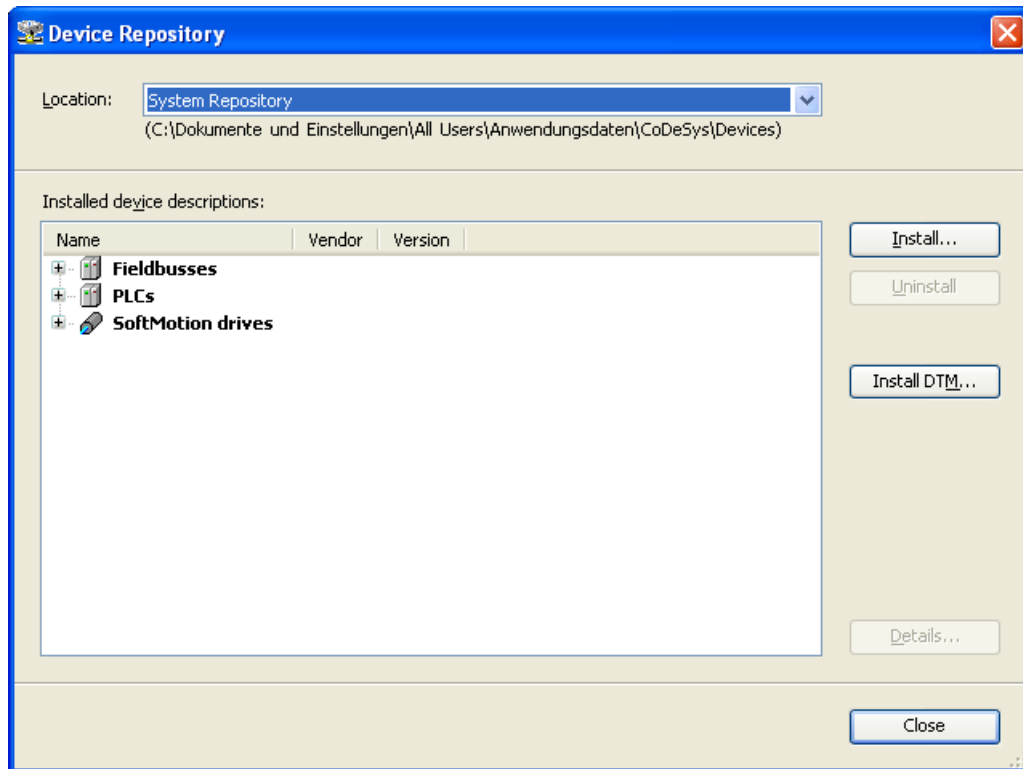 Device Repository
Location: System Repository
(C:\Dokumente und Einstellungen\All Users\Anwendungsdaten\CoDeSys\Devices)
Installed device descriptions:
Name Vendor Version
Install...
Fieldbusses
Uninstall
PLCs
SoftMotion drives
Install DTM...
Details...
Close